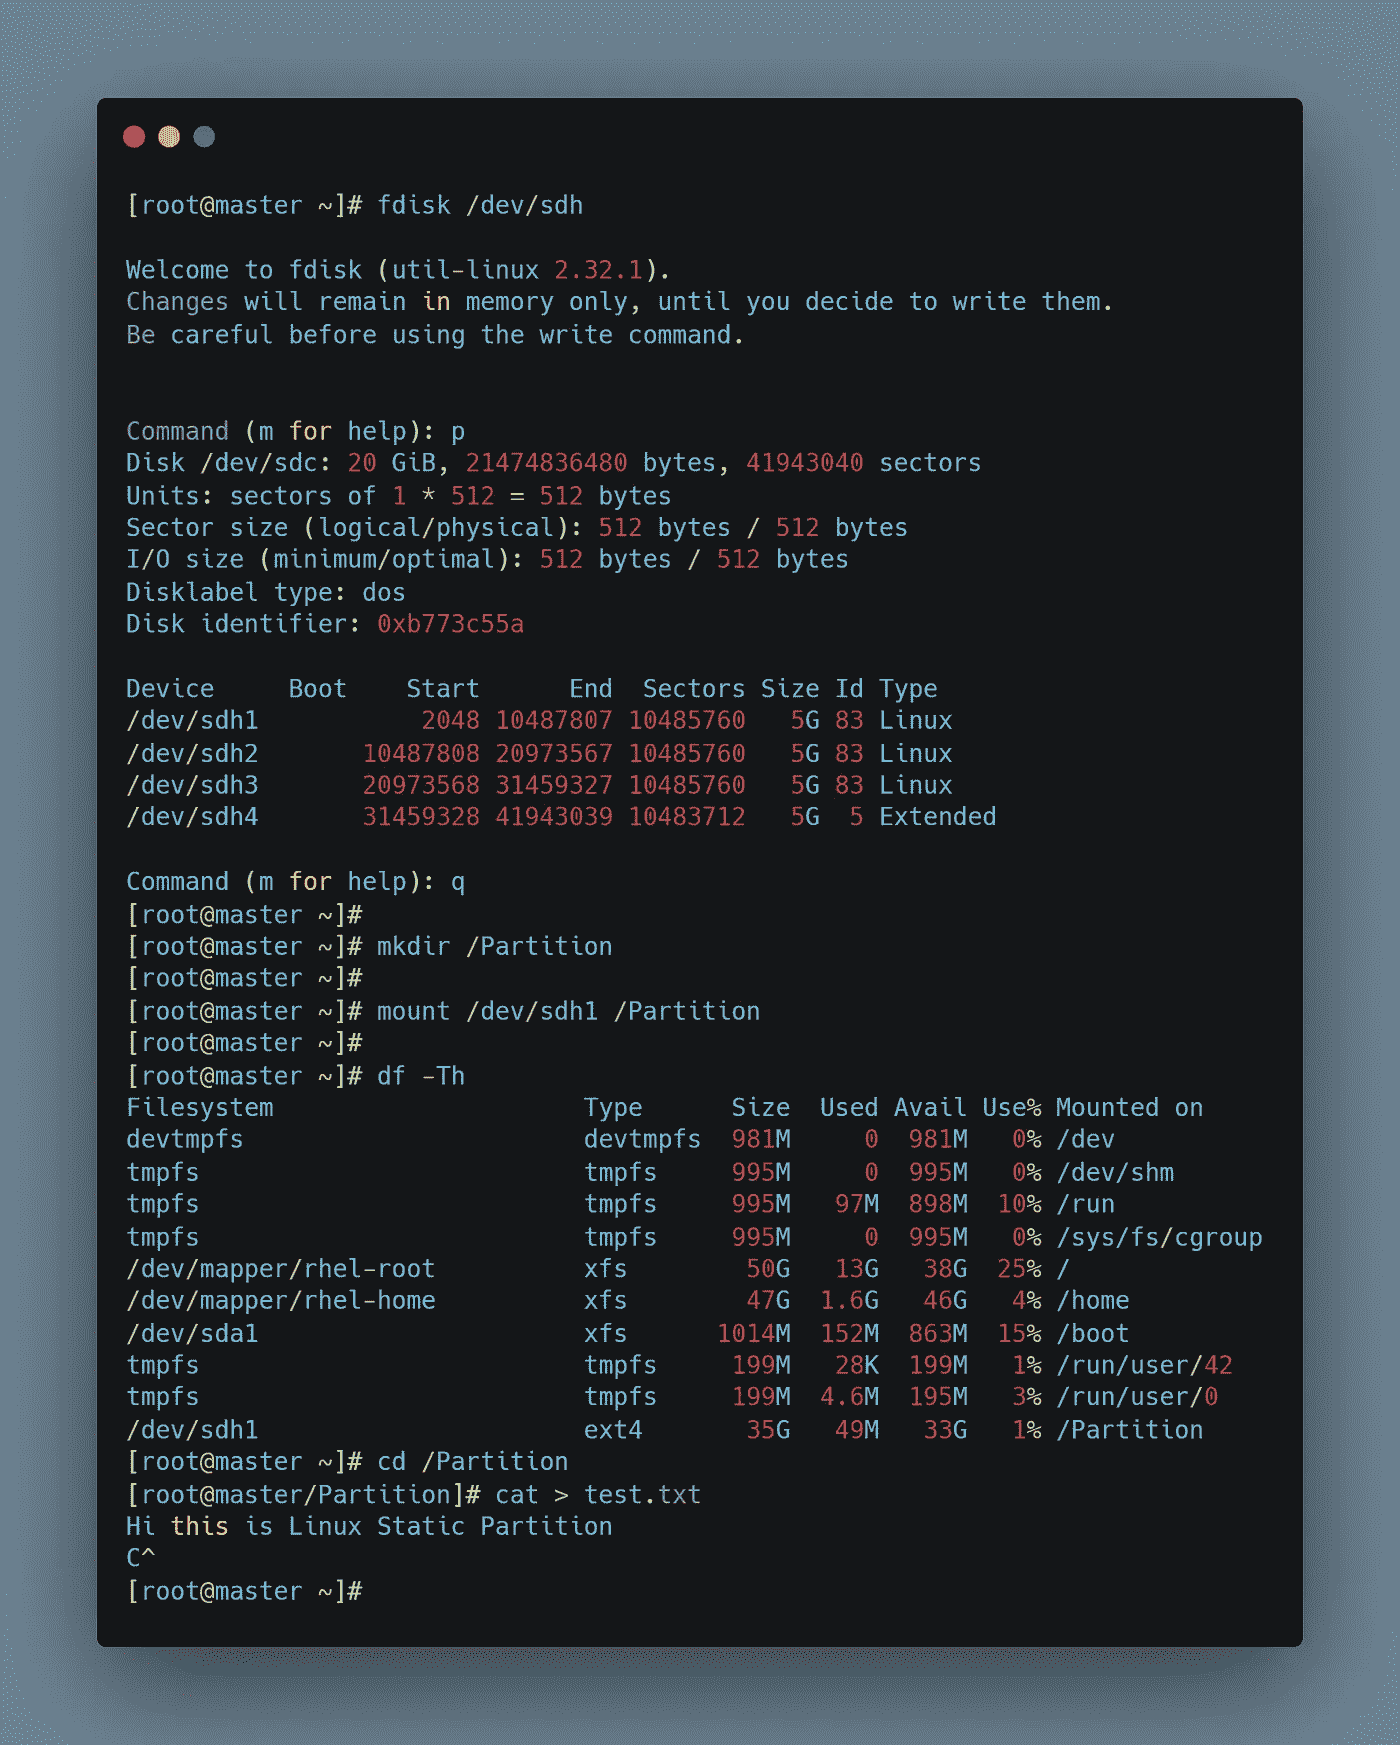 [root@master ~]# fdisk /dev/sdh
Welcome to fdisk (util-linux 2.32.1).
Changes will remain in memory only, until you decide to write them.
Be careful before using the write command.
Command (m for help): p
Disk /dev/sdc: 20 GiB, 21474836480 bytes, 41943040 sectors
Units: sectors of 1 * 512 = 512 bytes
Sector size (logical/physical): 512 bytes / 512 bytes
I/O size (minimum/optimal): 512 bytes / 512 bytes
Disklabel type: dos
Disk identifier: 0xb773c55a
Device     Boot    Start      End  Sectors Size Id Type
/dev/sdh1           2048 10487807 10485760   5G 83 Linux
/dev/sdh2       10487808 20973567 10485760   5G 83 Linux
/dev/sdh3       20973568 31459327 10485760   5G 83 Linux
/dev/sdh4       31459328 41943039 10483712   5G  5 Extended
Command (m for help): q
[root@master ~]#
[root@master ~]# mkdir /Partition
[root@master ~]#
[root@master ~]# mount /dev/sdh1 /Partition
[root@master ~]#
[root@master ~]# df -Th
Filesystem                     Type      Size  Used Avail Use% Mounted on
devtmpfs                       devtmpfs  981M     0  981M   0% /dev
tmpfs                          tmpfs     995M     0  995M   0% /dev/shm
tmpfs                          tmpfs     995M   97M  898M  10% /run
tmpfs                          tmpfs     995M     0  995M   0% /sys/fs/cgroup
/dev/mapper/rhel-root          xfs        50G   13G   38G  25% /
/dev/mapper/rhel-home          xfs        47G  1.6G   46G   4% /home
/dev/sda1                      xfs      1014M  152M  863M  15% /boot
tmpfs                          tmpfs     199M   28K  199M   1% /run/user/42
tmpfs                          tmpfs     199M  4.6M  195M   3% /run/user/0
/dev/sdh1                      ext4       35G   49M   33G   1% /Partition
[root@master ~]# cd /Partition
[root@master/Partition]# cat > test.txt
Hi this is Linux Static Partition
C^
[root@master ~]#